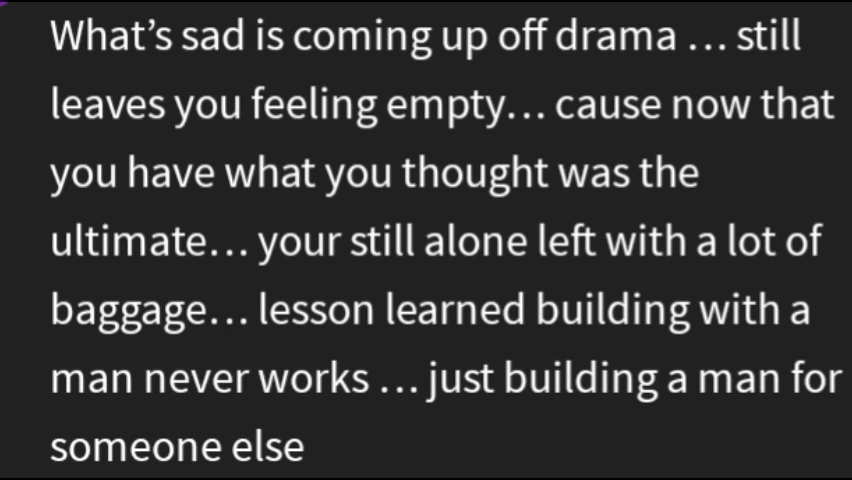 What’s sad is coming up off drama … still
leaves you feeling empty… cause now that
you have what you thought was the
ultimate… your still alone left with a lot of
baggage… lesson learned building with a
man never works … just building a man for
someone else